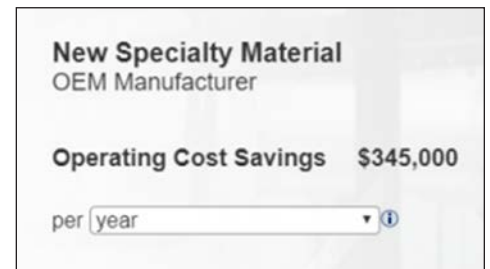 New Specialty Material
OEM Manufacturer
Operating Cost Savings $345,000
per year